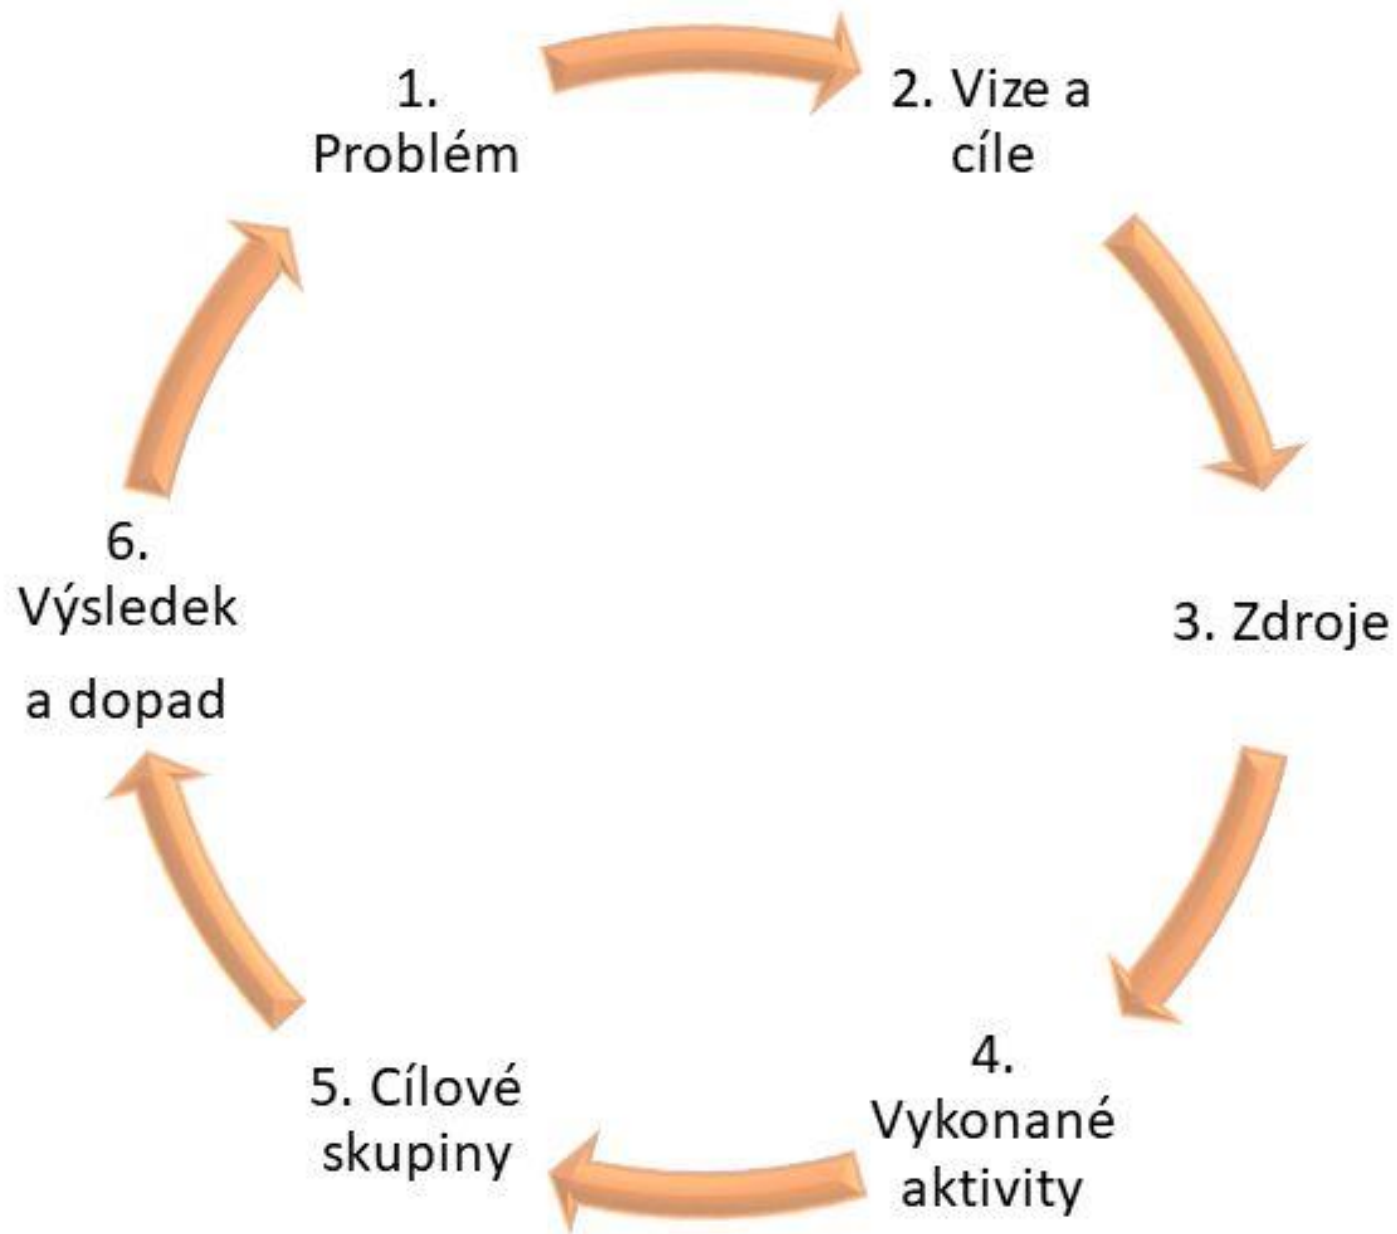 1.
Problém
2. Vize a
cíle
3. Zdroje
4.
Vykonané
aktivity
5. Cílové
skupiny
6.
Výsledek
a dopad